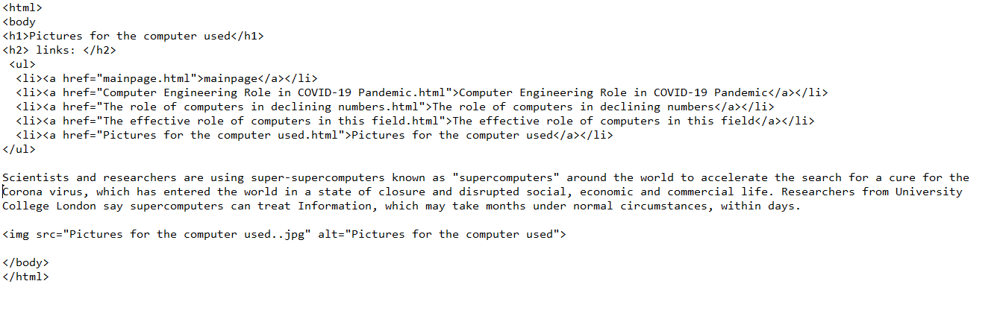 <html>
<body
<h1>Pictures for the computer used</h1>
<h2> links: </h2>
 <ul>
  <li><a href="mainpage.html">mainpage</a></li>
  <li><a href="Computer Engineering Role in COVID-19 Pandemic.html">Computer Engineering Role in COVID-19 Pandemic</a></li>
  <li><a href="The role of computers in declining numbers.html">The role of computers in declining numbers</a></li>
  <li><a href="The effective role of computers in this field.html">The effective role of computers in this field</a></li>
  <li><a href="Pictures for the computer used.html">Pictures for the computer used</a></li>
</ul>
Scientists and researchers are using super-supercomputers known as "supercomputers" around the world to accelerate the search for a cure for the
Corona virus, which has entered the world in a state of closure and disrupted social, economic and commercial life. Researchers from University
College London say supercomputers can treat Information, which may take months under normal circumstances, within days.
<img src="Pictures for the computer used..jpg" alt="Pictures for the computer used">
</body>
</html>